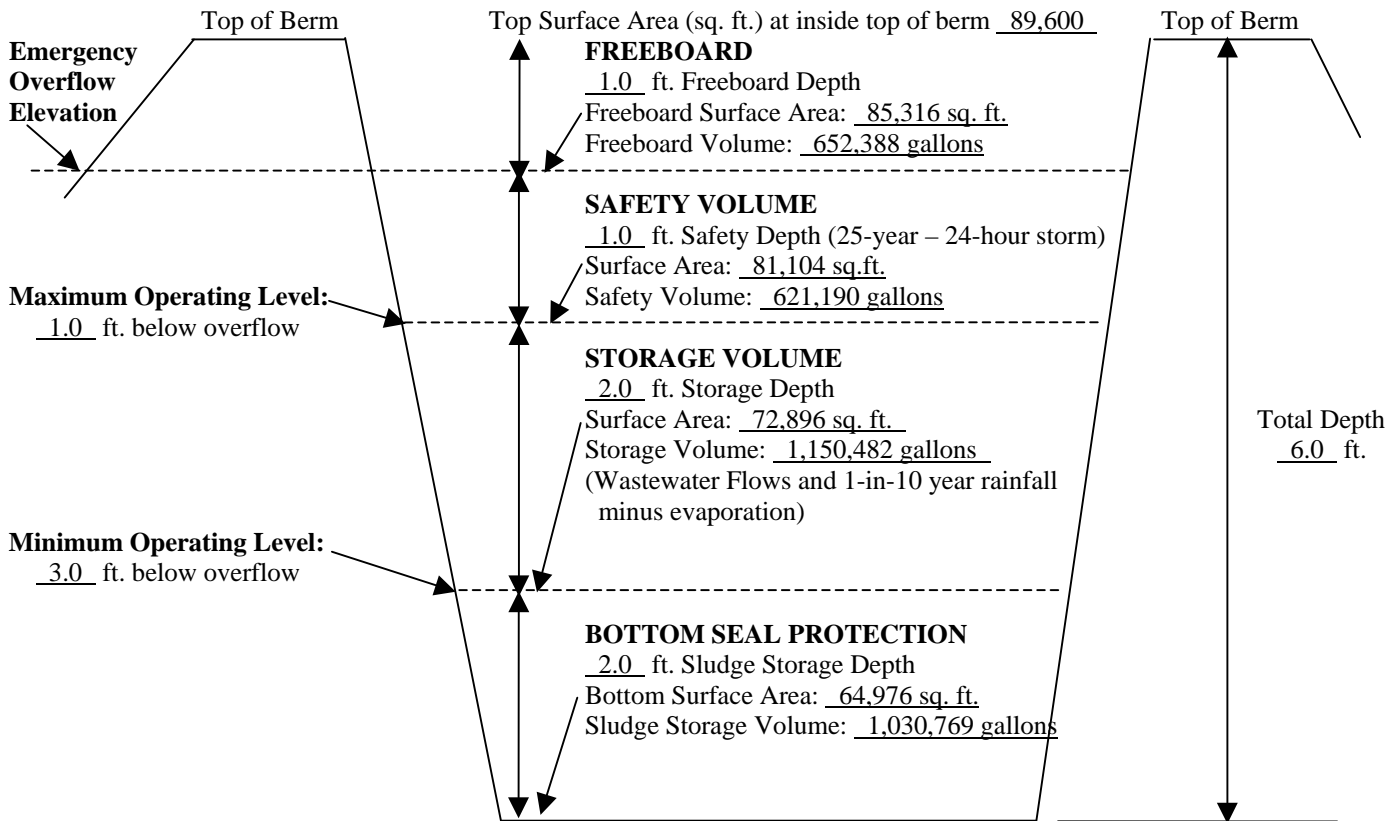 Top of Berm
Top Surface Area (sq. ft.) at inside top of berm 89,600
Top of Berm
Emergency
Overflow
Elevation
FREEBOARD
1.0 ft. Freeboard Depth
Freeboard Surface Area: 85,316 sq. ft.
Freeboard Volume: 652,388 gallons
SAFETY VOLUME
1.0 ft. Safety Depth (25-year – 24-hour storm)
Surface Area: 81,104 sq.ft.
Safety Volume: 621,190 gallons
Maximum Operating Level:
1.0 ft. below overflow
STORAGE VOLUME
2.0 ft. Storage Depth
Surface Area: 72,896 sq. ft.
Storage Volume: 1,150,482 gallons
(Wastewater Flows and 1-in-10 year rainfall
minus evaporation)
Total Depth
6.0 ft.
Minimum Operating Level:
3.0 ft. below overflow
BOTTOM SEAL PROTECTION
2.0 ft. Sludge Storage Depth
Bottom Surface Area: 64,976 sq. ft.
Sludge Storage Volume: 1,030,769 gallons